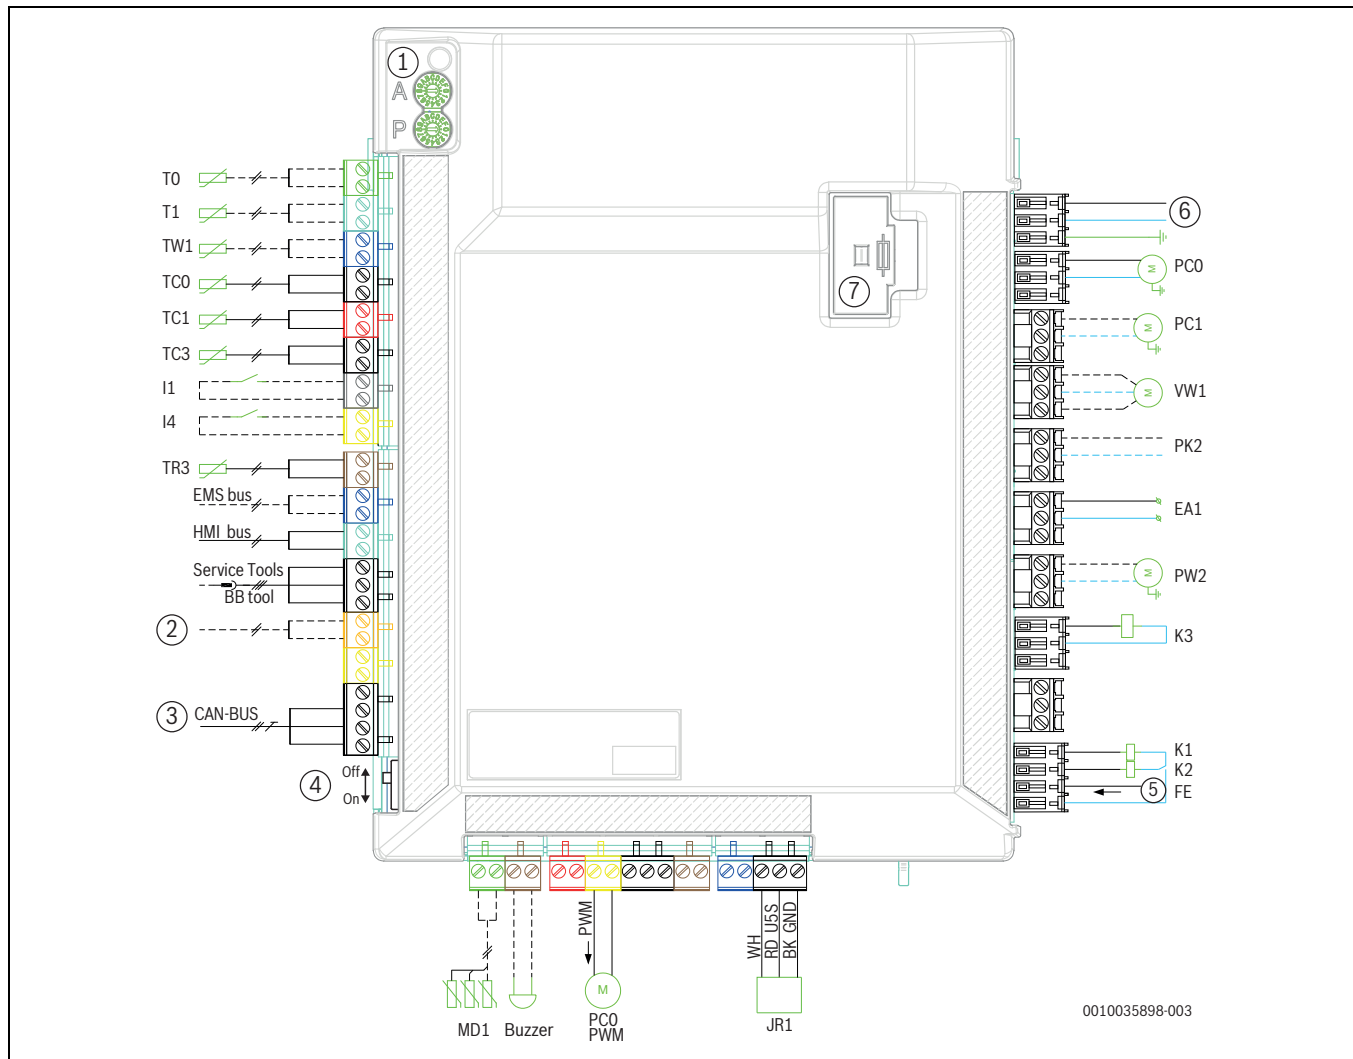 1
A
P
T0
T1
TW1
TC0
TC1
TC3
I1
I4
TR3
EMS bus
HMI bus
Service Tools
BB tool
2
3 CAN-BUS
4 Off
On
7
6
PC0
M
PC1
M
VW1
M
PK2
EA1
PW2
M
K3
K1
K2
5 FE
PWM
WH
RD U5S
BK GND
M
MD1
Buzzer
PC0
PWM
JR1
0010035898-003